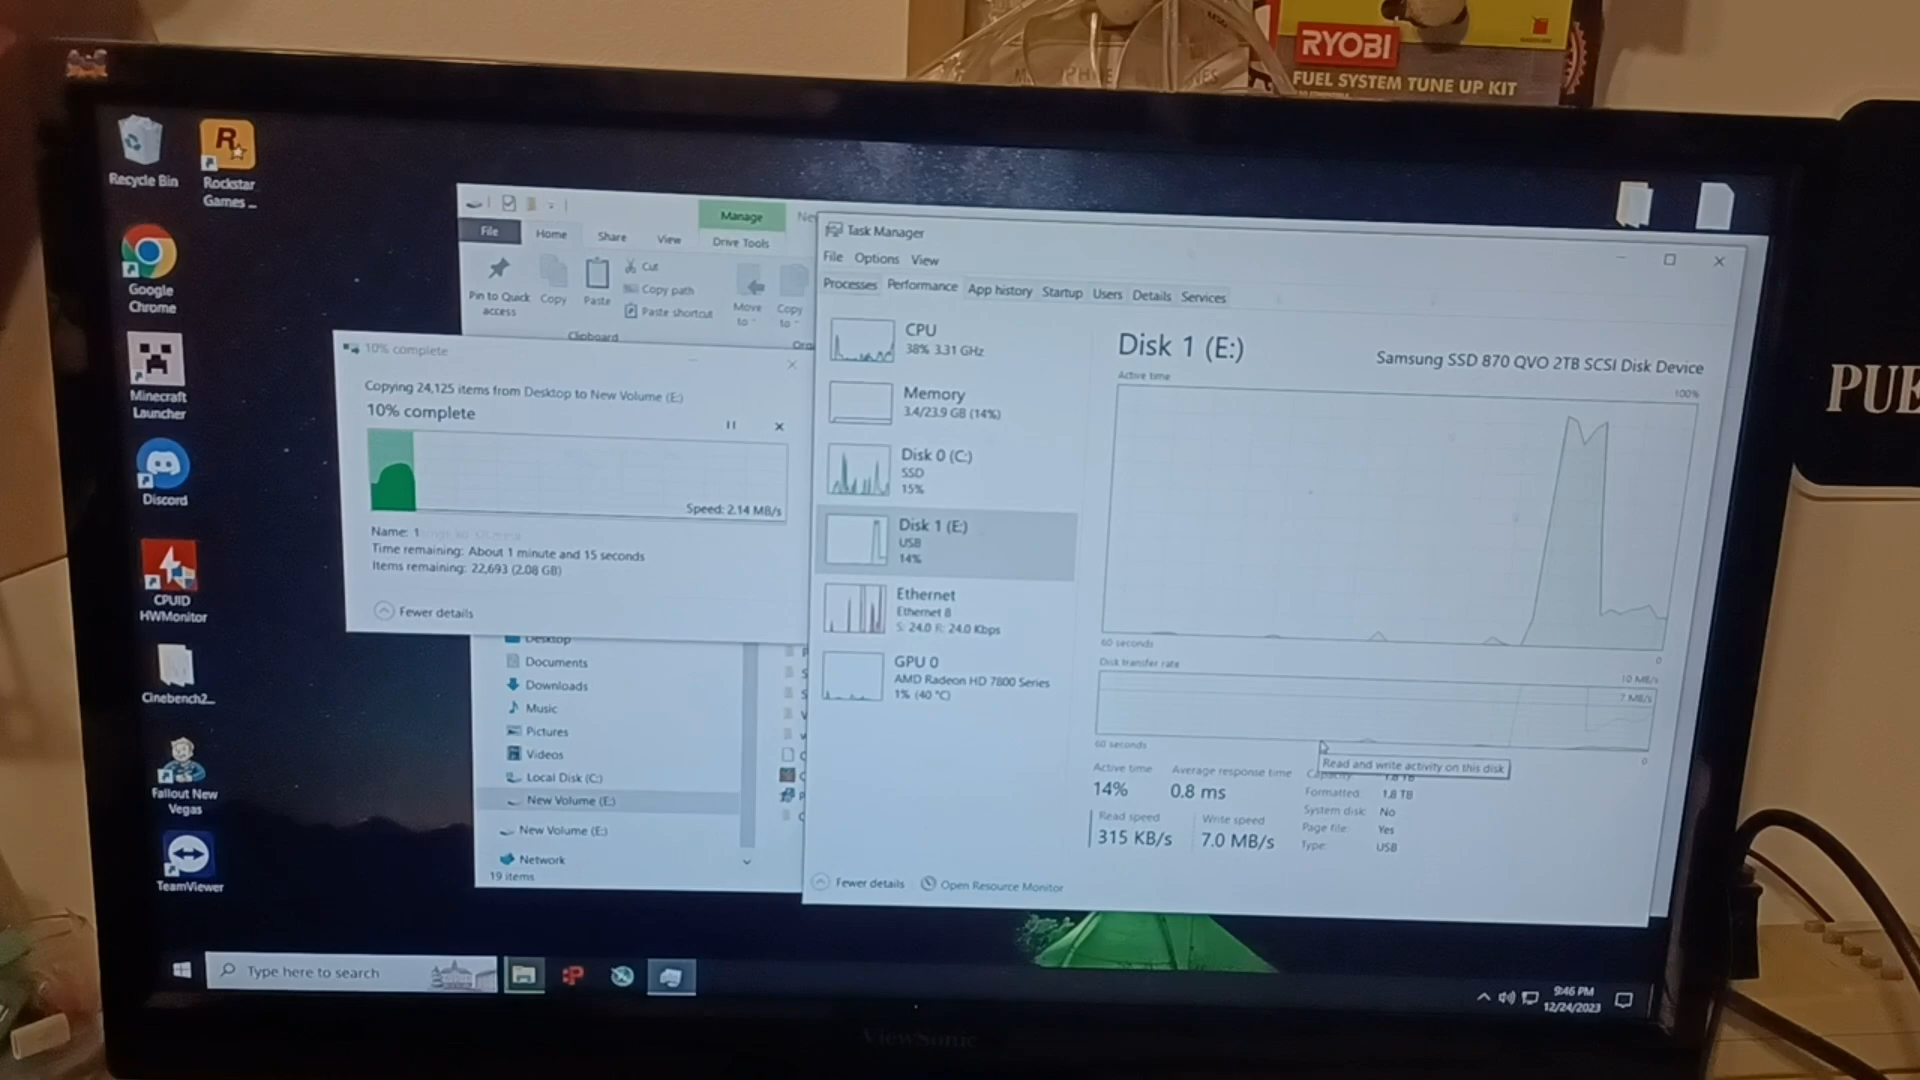 RYOBI
FUEL SYSTEM TUNE UP KIT
PUB
Recycle Bin
Rockstar
Games ...
Google
Chrome
Minecraft
Launcher
Discord
CPUID
HWMonitor
Cinebench2...
Fallout New
Vegas
TeamViewer
Manage
File
Home
Share
View
Drive Tools
Pin to Quick
access
Copy
Paste
Cut
Copy path
Paste shortcut
Move
to
Copy
to
Clipboard
10% complete
Copying 24,125 items from Desktop to New Volume (E:)
10% complete
Speed: 2.14 MB/s
Name: 1
Time remaining: About 1 minute and 15 seconds
Items remaining: 22,693 (2.08 GB)
Fewer details
Desktop
Documents
Downloads
Music
Pictures
Videos
Local Disk (C:)
New Volume (E:)
New Volume (E:)
Network
19 items
Task Manager
File Options View
Processes Performance App history Startup Users Details Services
CPU
38% 3.31 GHz
Memory
3.4/23.9 GB (14%)
Disk 0 (C:)
SSD
15%
Disk 1 (E:)
USB
14%
Ethernet
Ethernet 8
S: 24.0 R: 24.0 Kbps
GPU 0
AMD Radeon HD 7800 Series
1% (40 °C)
Disk 1 (E:)
Samsung SSD 870 QVO 2TB SCSI Disk Device
Active time
100%
60 seconds
0
Disk transfer rate
10 MB/s
7 MB/s
60 seconds
0
Read and write activity on this disk
Active time
14%
Average response time
0.8 ms
Read speed
315 KB/s
Write speed
7.0 MB/s
Capacity: 1.8 TB
Formatted: 1.8 TB
System disk: No
Page file: Yes
Type: USB
Fewer details
Open Resource Monitor
Type here to search
9:46 PM
12/24/2023
ViewSonic